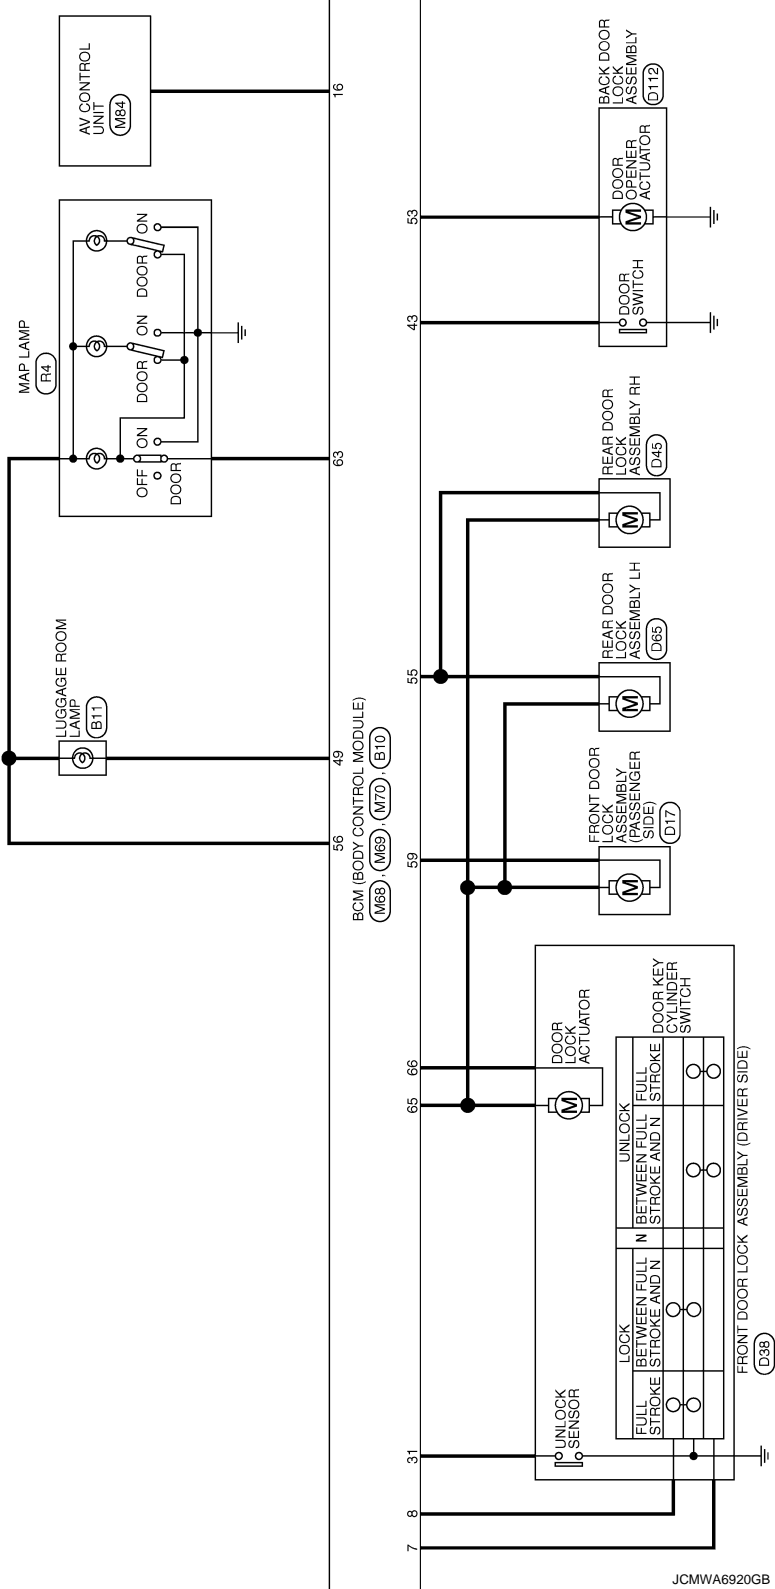 AV CONTROL
UNIT
M84
16
MAP LAMP
R4
ON
DOOR
ON
DOOR
ON
OFF
DOOR
63
LUGGAGE ROOM
LAMP
B11
49
56
BCM (BODY CONTROL MODULE)
M68 , M69 , M70 , B10
BACK DOOR
LOCK
ASSEMBLY
D112
DOOR
OPENER
ACTUATOR
M
53
DOOR
SWITCH
43
REAR DOOR
LOCK
ASSEMBLY RH
D45
M
REAR DOOR
LOCK
ASSEMBLY LH
D65
M
55
FRONT DOOR
LOCK
ASSEMBLY
(PASSENGER
SIDE)
D17
M
59
DOOR
LOCK
ACTUATOR
M
66
65
DOOR KEY
CYLINDER
SWITCH
LOCK
N
UNLOCK
FULL
STROKE
BETWEEN FULL
STROKE AND N
BETWEEN FULL
STROKE AND N
FULL
STROKE
UNLOCK
SENSOR
31
8
7
FRONT DOOR LOCK ASSEMBLY (DRIVER SIDE)
D38
JCMWA6920GB